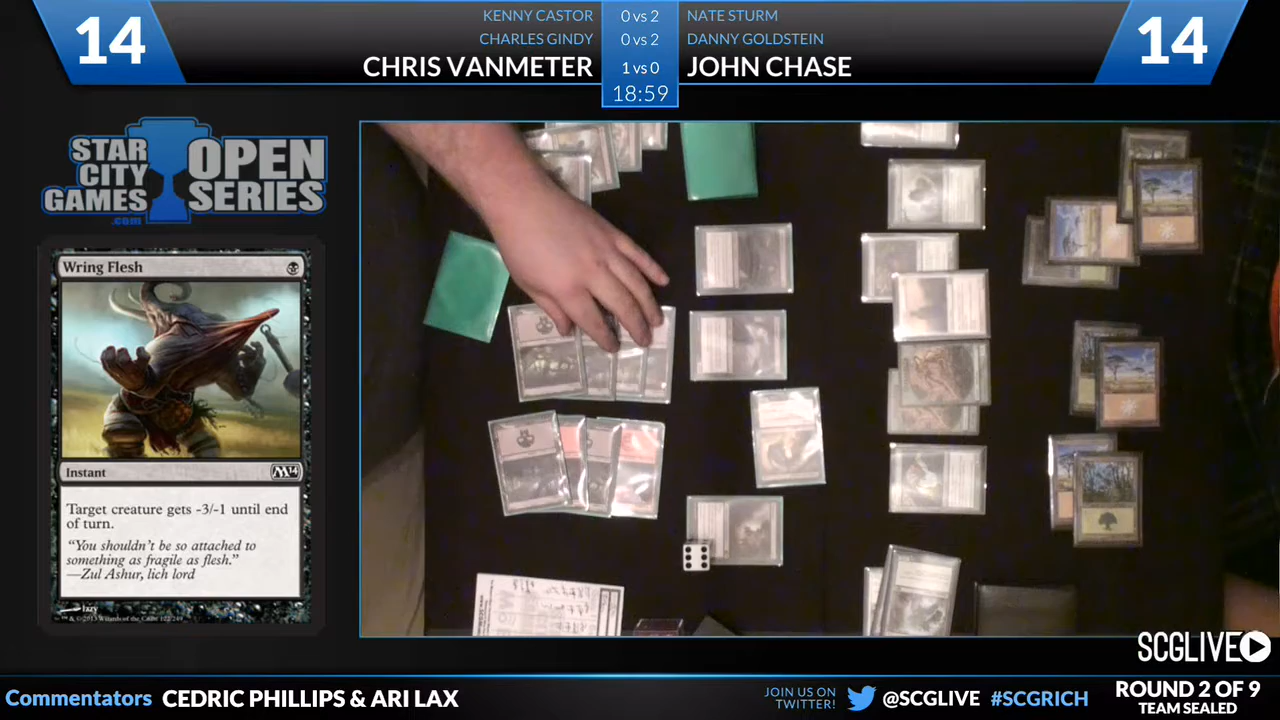 14
KENNY CASTOR
0 vs 2
NATE STURM
CHARLES GINDY
0 vs 2
DANNY GOLDSTEIN
CHRIS VANMETER
1 vs 0
JOHN CHASE
18:59
14
STAR
CITY
GAMES
.com
OPEN
SERIES
Wring Flesh
Instant
M14
Target creature gets -3/-1 until end
of turn.
"You shouldn't be so attached to
something as fragile as flesh."
—Zul Ashur, lich lord
Izzy
SCGLIVE
Commentators CEDRIC PHILLIPS & ARI LAX
JOIN US ON
TWITTER!
@SCGLIVE #SCGRICH
ROUND 2 OF 9
TEAM SEALED